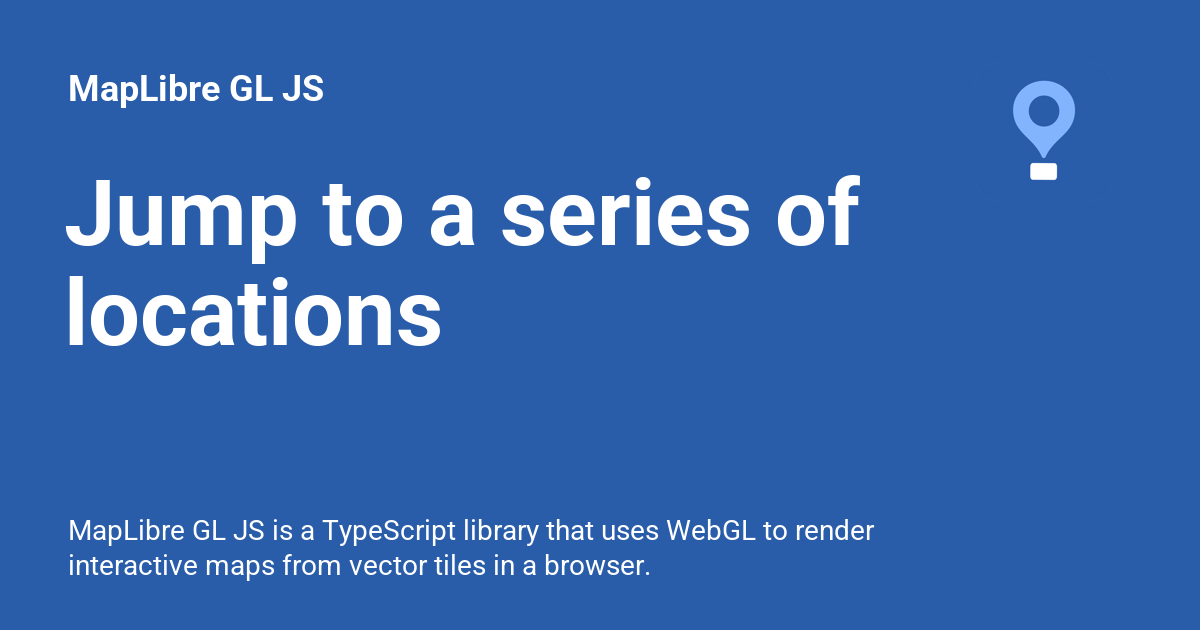 MapLibre GL JS
Jump to a series of
locations
MapLibre GL JS is a TypeScript library that uses WebGL to render
interactive maps from vector tiles in a browser.